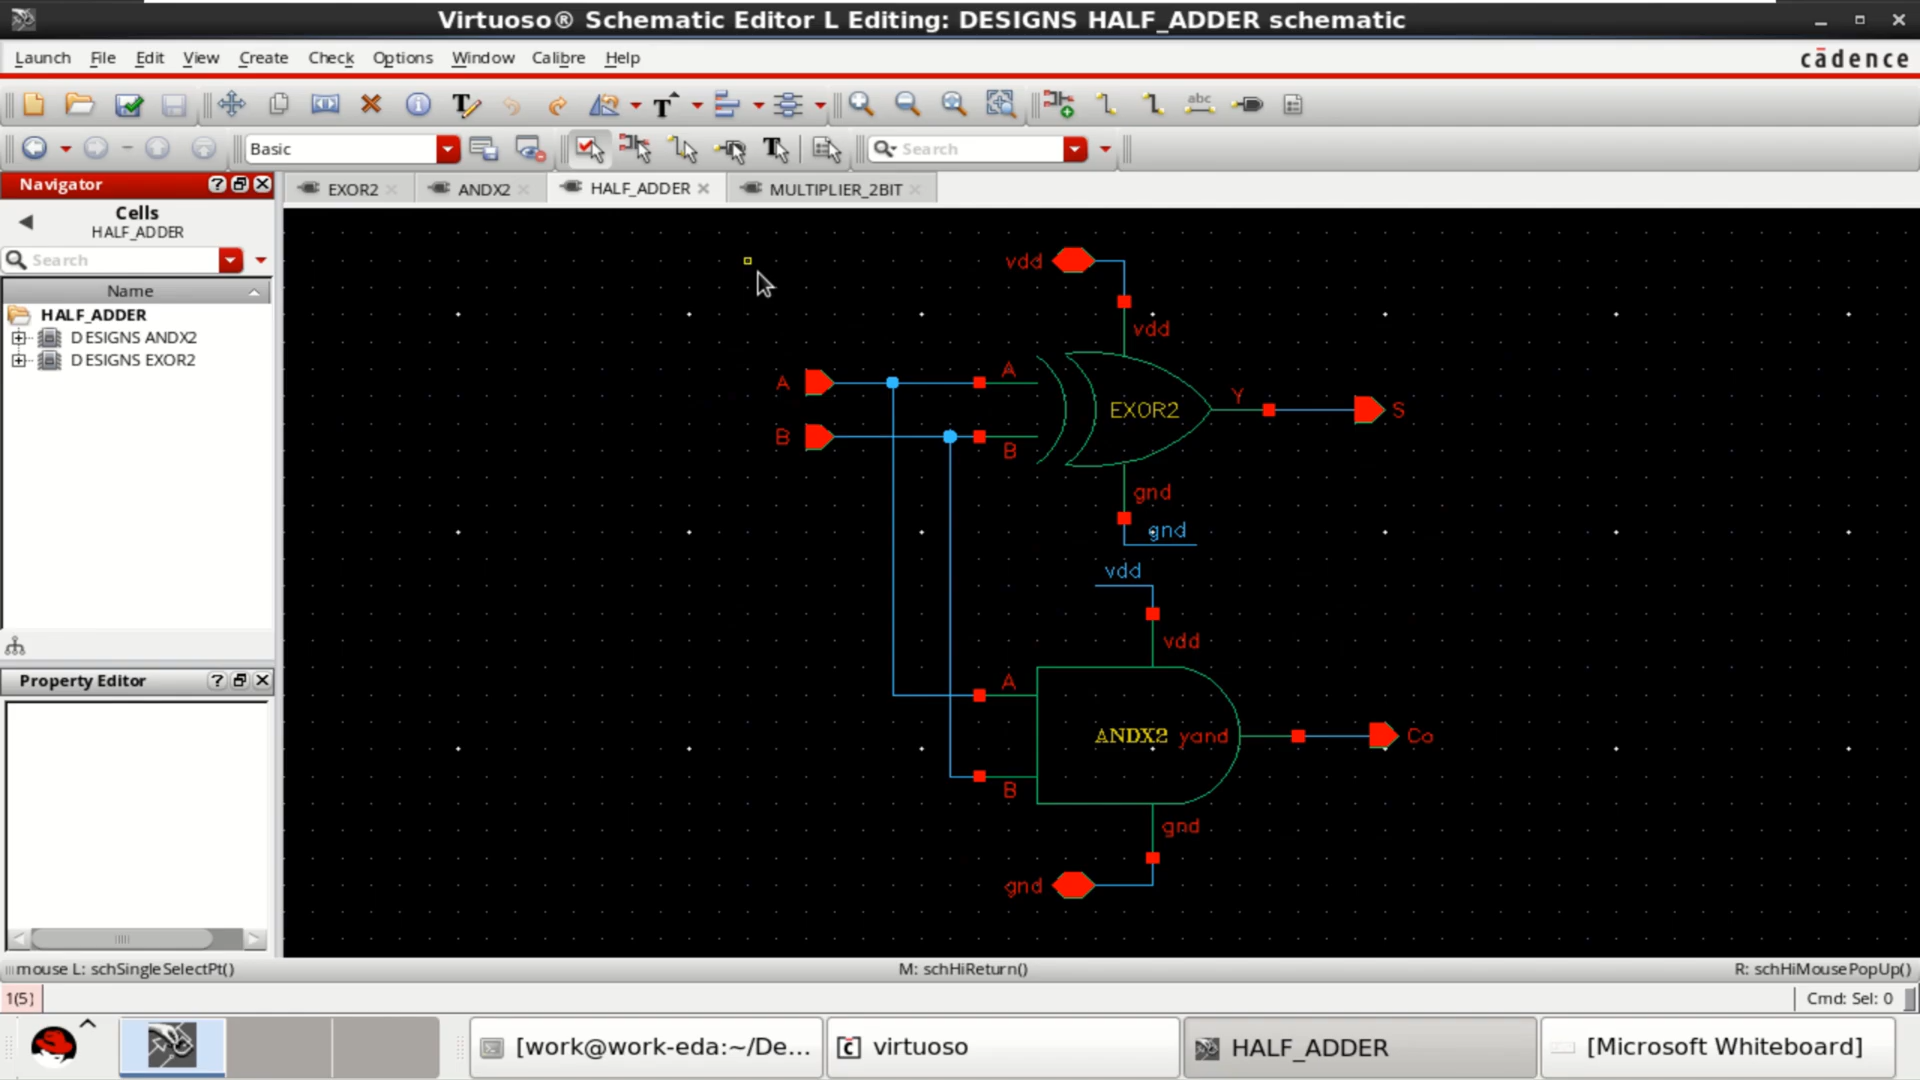 Virtuoso® Schematic Editor L Editing: DESIGNS HALF_ADDER schematic
Launch File Edit View Create Check Options Window Calibre Help
cādence
abc
Basic
Search
Navigator
EXOR2 ANDX2 HALF_ADDER MULTIPLIER_2BIT
Cells
HALF_ADDER
Search
Name
HALF_ADDER
DESIGNS ANDX2
DESIGNS EXOR2
Property Editor
vdd
vdd
A
A
B
B
EXOR2
Y
S
gnd
gnd
vdd
vdd
A
ANDX2 yand
Co
B
gnd
gnd
mouse L: schSingleSelectPt()
M: schHiReturn()
R: schHiMousePopUp()
1(5)
Cmd: Sel: 0
[work@work-eda:~/De...
virtuoso
HALF_ADDER
[Microsoft Whiteboard]